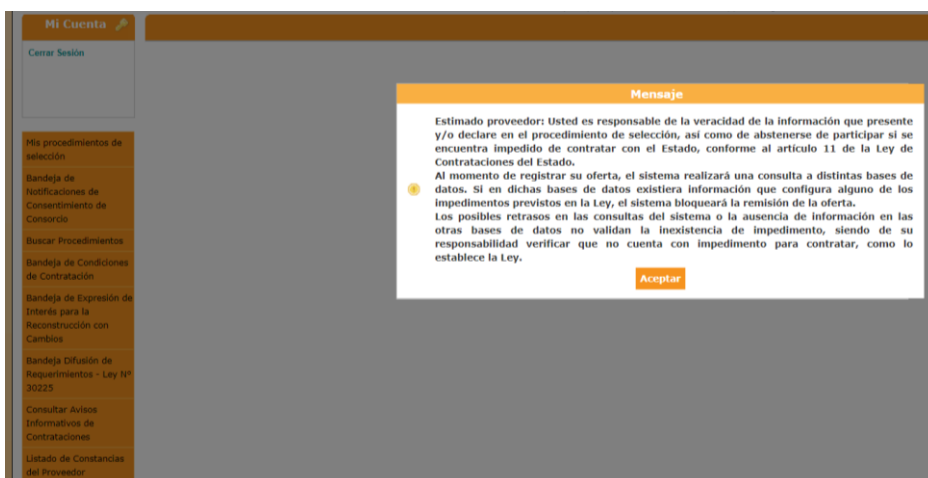 Mi Cuenta
Cerrar Sesión
Mis procedimientos de
selección
Bandeja de
Notificaciones de
Consentimiento de
Consorcio
Buscar Procedimientos
Bandeja de Condiciones
de Contratación
Bandeja de Expresión de
Interés para la
Reconstrucción con
Cambios
Bandeja Difusión de
Requerimientos - Ley Nº
30225
Consultar Avisos
Informativos de
Contrataciones
Listado de Constancias
del Proveedor
Mensaje
Estimado proveedor: Usted es responsable de la veracidad de la información que presente
y/o declare en el procedimiento de selección, así como de abstenerse de participar si se
encuentra impedido de contratar con el Estado, conforme al artículo 11 de la Ley de
Contrataciones del Estado.
Al momento de registrar su oferta, el sistema realizará una consulta a distintas bases de
datos. Si en dichas bases de datos existiera información que configura alguno de los
impedimentos previstos en la Ley, el sistema bloqueará la remisión de la oferta.
Los posibles retrasos en las consultas del sistema o la ausencia de información en las
otras bases de datos no validan la inexistencia de impedimento, siendo de su
responsabilidad verificar que no cuenta con impedimento para contratar, como lo
establece la Ley.
Aceptar